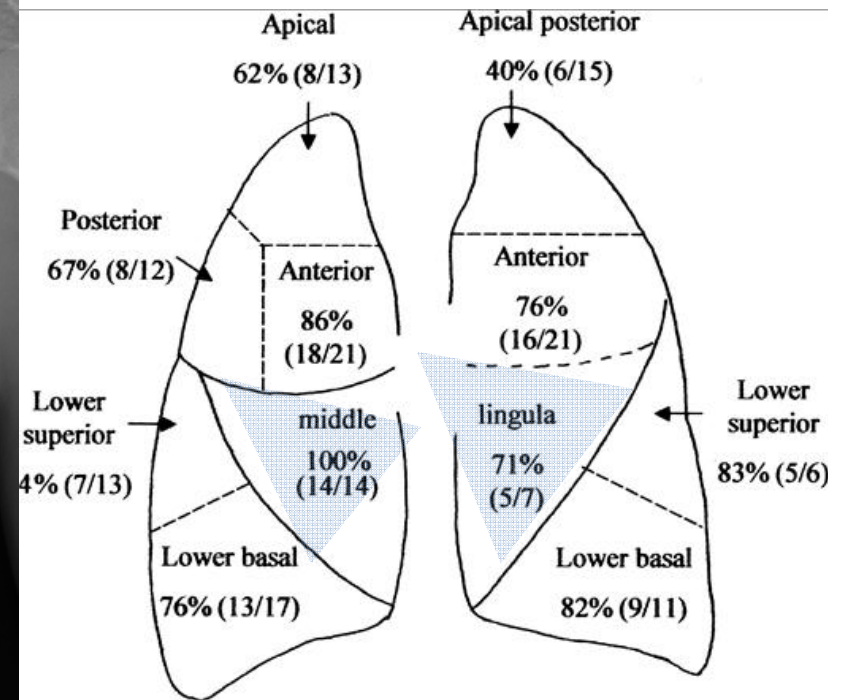 Apical
62% (8/13)
Apical posterior
40% (6/15)
Posterior
67% (8/12)
Anterior
86%
(18/21)
Anterior
76%
(16/21)
Lower
superior
4% (7/13)
middle
100%
(14/14)
lingula
71%
(5/7)
Lower
superior
83% (5/6)
Lower basal
76% (13/17)
Lower basal
82% (9/11)